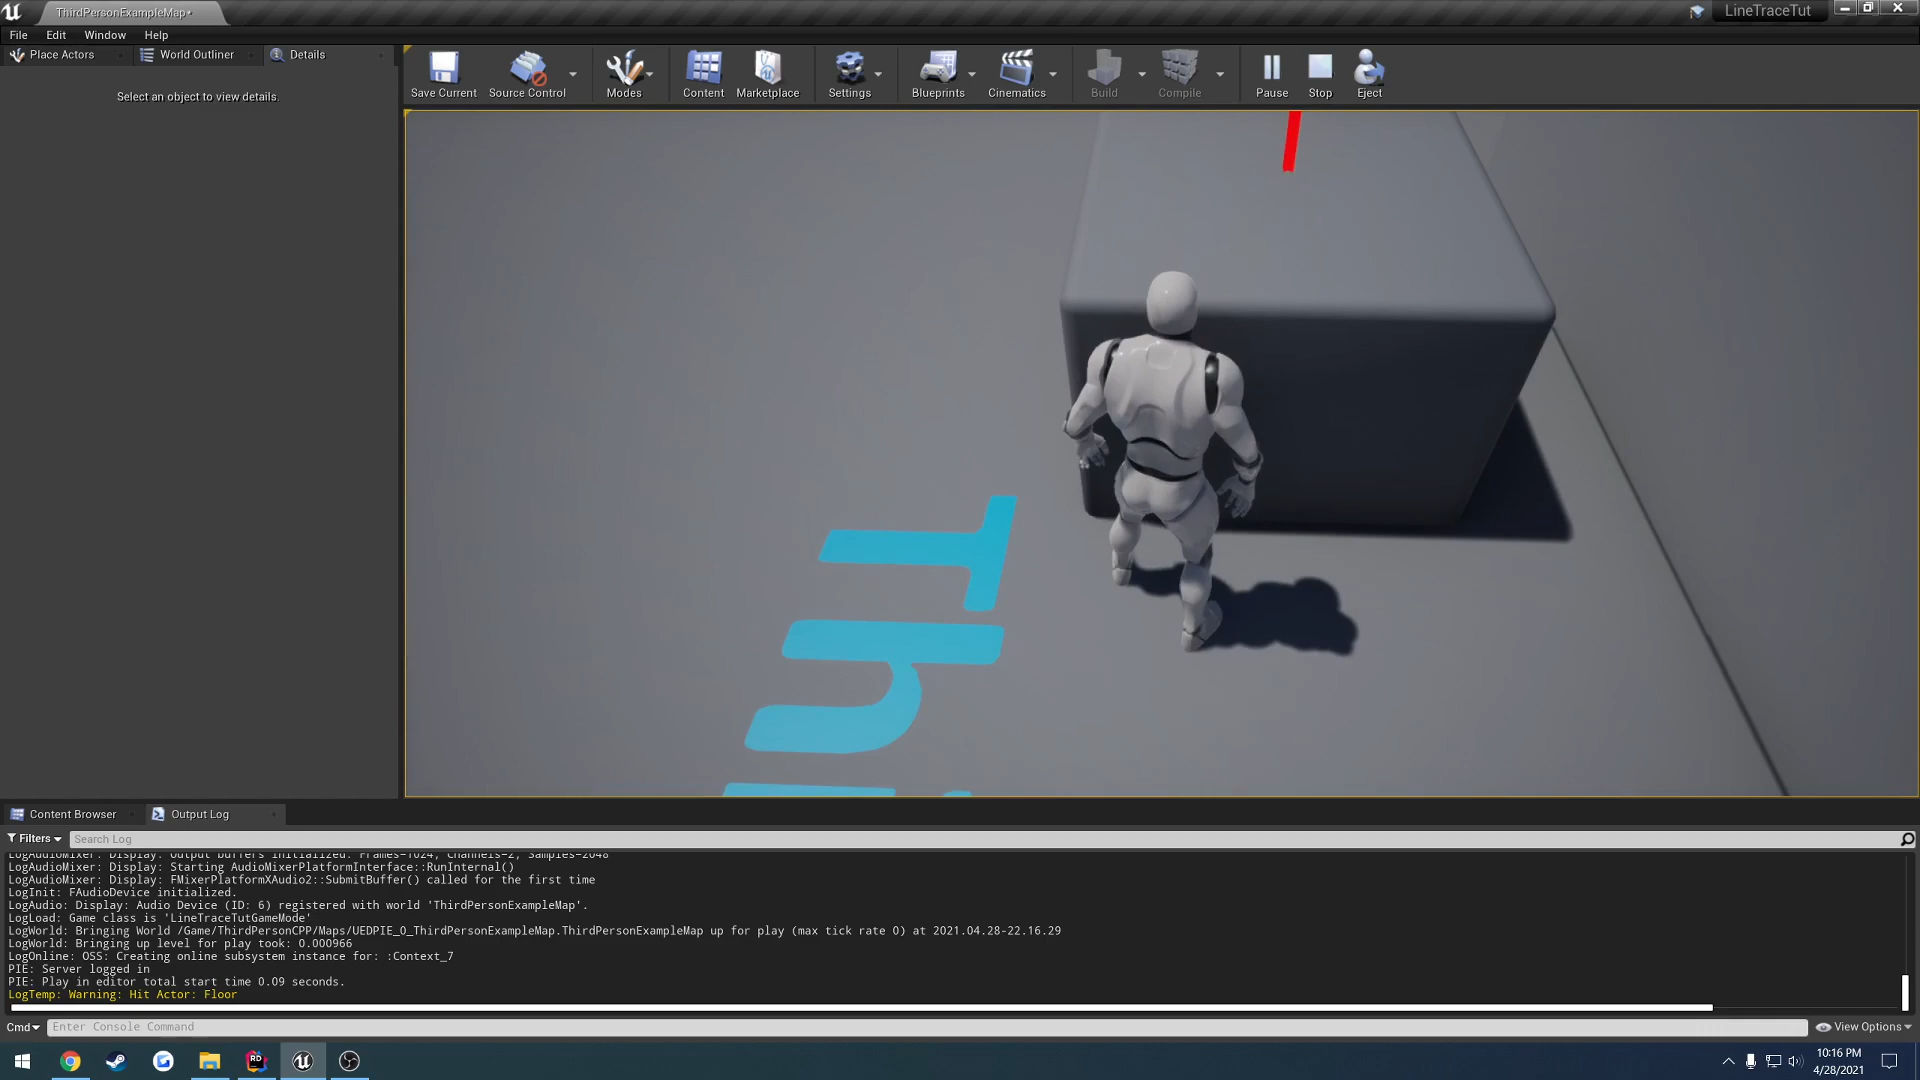 ThirdPersonExampleMap•
LineTraceTut
File Edit Window Help
Place Actors World Outliner Details
Select an object to view details.
Save Current Source Control Modes Content Marketplace Settings Blueprints Cinematics Build Compile Pause Stop Eject
Thi
Content Browser Output Log
Filters Search Log
LogAudioMixer: Display: Output buffers initialized: Frames=1024, Channels=2, Samples=2048
LogAudioMixer: Display: Starting AudioMixerPlatformInterface::RunInternal()
LogAudioMixer: Display: FMixerPlatformXAudio2::SubmitBuffer() called for the first time
LogInit: FAudioDevice initialized.
LogAudio: Display: Audio Device (ID: 6) registered with world 'ThirdPersonExampleMap'.
LogLoad: Game class is 'LineTraceTutGameMode'
LogWorld: Bringing World /Game/ThirdPersonCPP/Maps/UEDPIE_0_ThirdPersonExampleMap.ThirdPersonExampleMap up for play (max tick rate 0) at 2021.04.28-22.16.29
LogWorld: Bringing up level for play took: 0.000966
LogOnline: OSS: Creating online subsystem instance for: :Context_7
PIE: Server logged in
PIE: Play in editor total start time 0.09 seconds.
LogTemp: Warning: Hit Actor: Floor
Cmd Enter Console Command View Options
RD
10:16 PM
4/28/2021